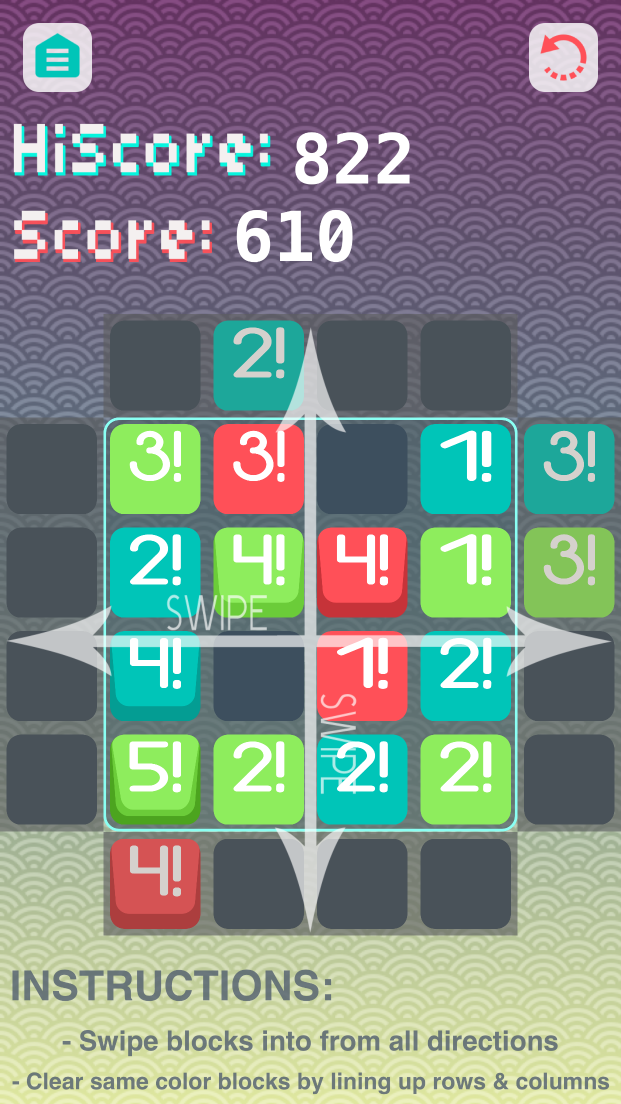 HiScore: 822
Score: 610
2!
3! 3! 1! 3!
2! 4! 4! 1! 3!
SWIPE
4! 1! 2!
SWIPE
5! 2! 2! 2!
4!
INSTRUCTIONS:
- Swipe blocks into from all directions
- Clear same color blocks by lining up rows & columns